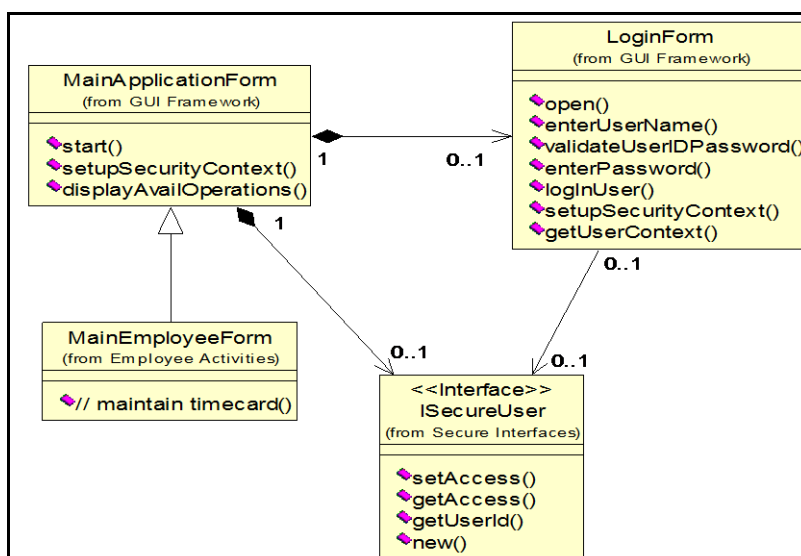 MainApplicationForm
(from GUI Framework)
start()
setupSecurityContext()
displayAvailOperations()
1
0..1
1
LoginForm
(from GUI Framework)
open()
enterUserName()
validateUserIDPassword()
enterPassword()
logInUser()
setupSecurityContext()
getUserContext()
0..1
MainEmployeeForm
(from Employee Activities)
// maintain timecard()
0..1
0..1
<<Interface>>
ISecureUser
(from Secure Interfaces)
setAccess()
getAccess()
getUserId()
new()